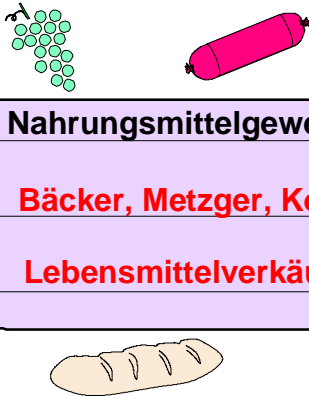 Nahrungsmittelgewe
Bäcker, Metzger, Ko
Lebensmittelverkäu